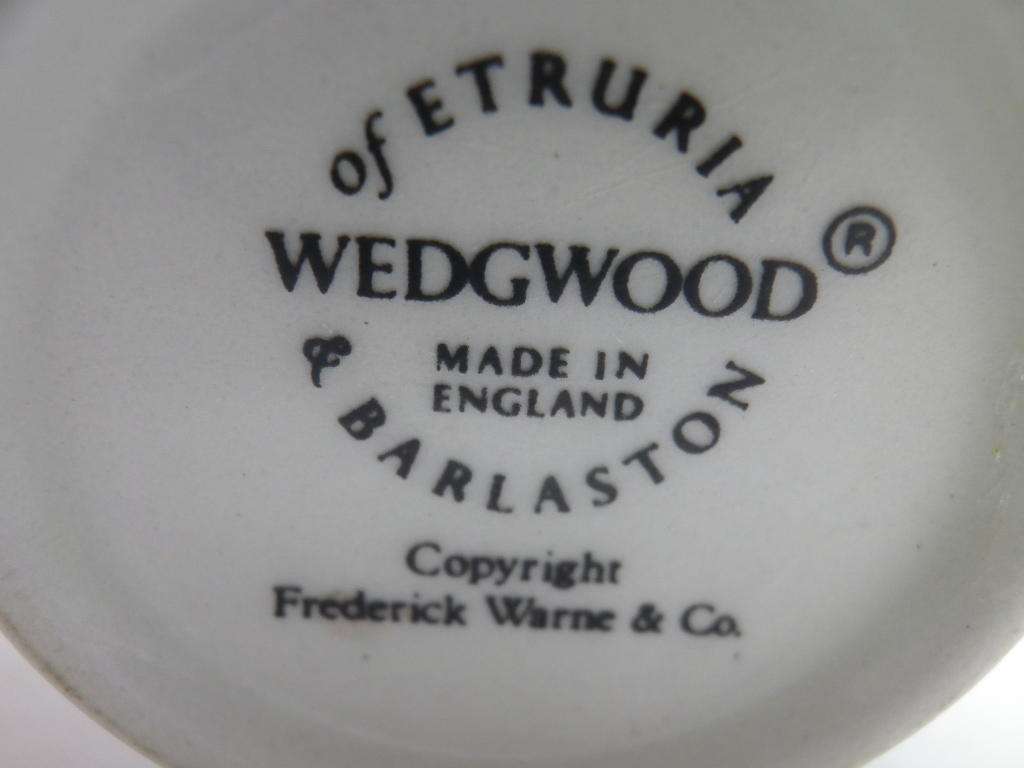 of ETRURIA
WEDGWOOD ®
MADE IN
ENGLAND
& BARLASTON
Copyright
Frederick Warne & Co.